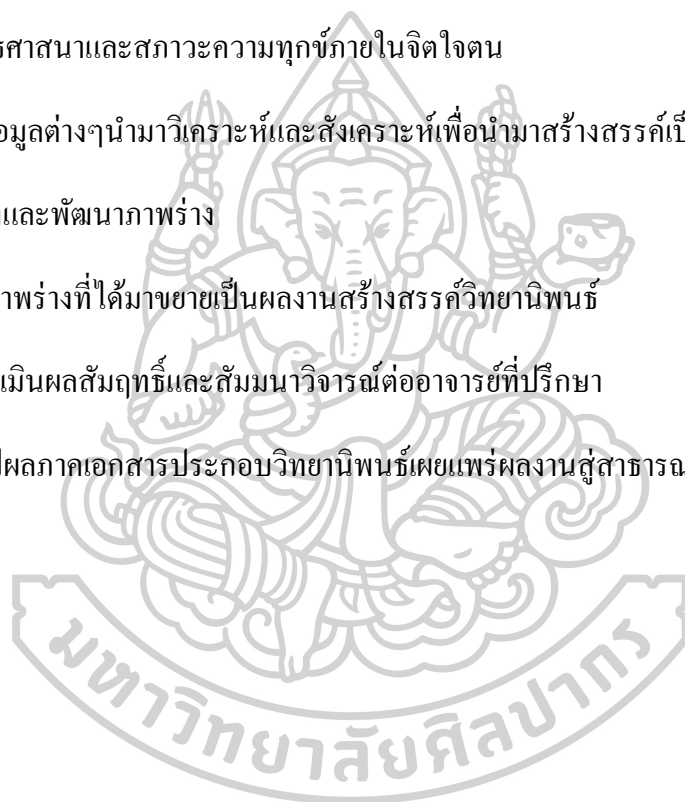 รศาสนาและสภาวะความทุกข์ภายในจิตใจตน
อมูลต่างๆนำมาวิเคราะห์และสังเคราะห์เพื่อนำมาสร้างสรรค์เป็
และพัฒนาภาพร่าง
าพร่างที่ได้มาขยายเป็นผลงานสร้างสรรค์วิทยานิพนธ์
เมินผลสัมฤทธิ์และสัมมนาวิจารณ์ต่ออาจารย์ที่ปรึกษา
ผลภาคเอกสารประกอบวิทยานิพนธ์เผยแพร่ผลงานสู่สาธารณ
มหาวิทยาลัยศิลปากร